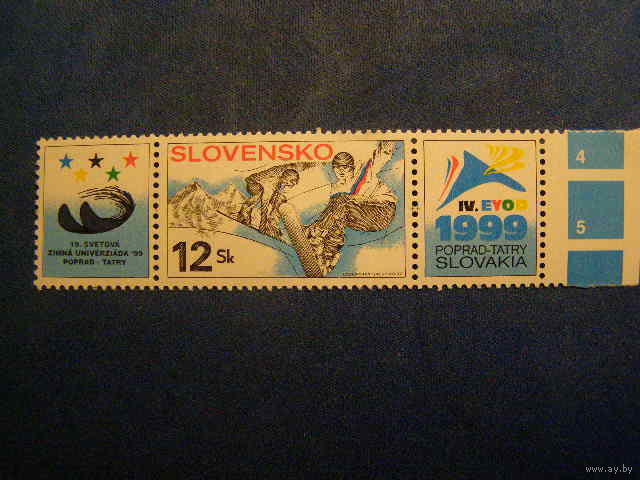 19. SVETOVÁ
ZIMNÁ UNIVERZIÁDA '99
POPRAD - TATRY
SLOVENSKO
12 Sk
IV. EYOD
1999
POPRAD-TATRY
SLOVAKIA
4
5
www.ay.by